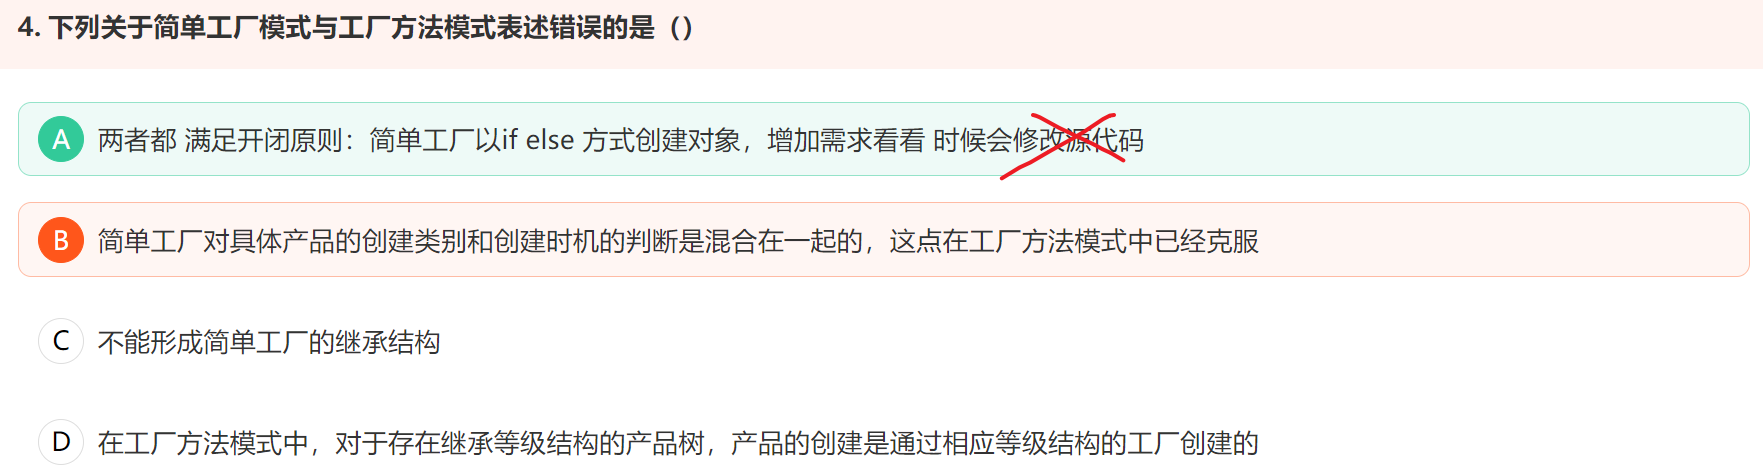 4. 下列关于简单工厂模式与工厂方法模式表述错误的是（）
A 两者都 满足开闭原则：简单工厂以if else 方式创建对象，增加需求看看 时候会修改源代码
B 简单工厂对具体产品的创建类别和创建时机的判断是混合在一起的，这点在工厂方法模式中已经克服
C 不能形成简单工厂的继承结构
D 在工厂方法模式中，对于存在继承等级结构的产品树，产品的创建是通过相应等级结构的工厂创建的